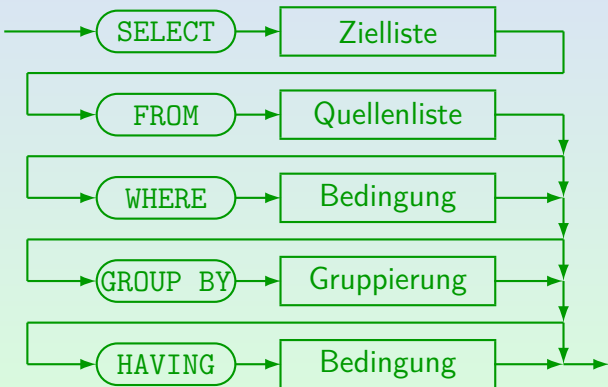 SELECT Zielliste
FROM Quellenliste
WHERE Bedingung
GROUP BY Gruppierung
HAVING Bedingung